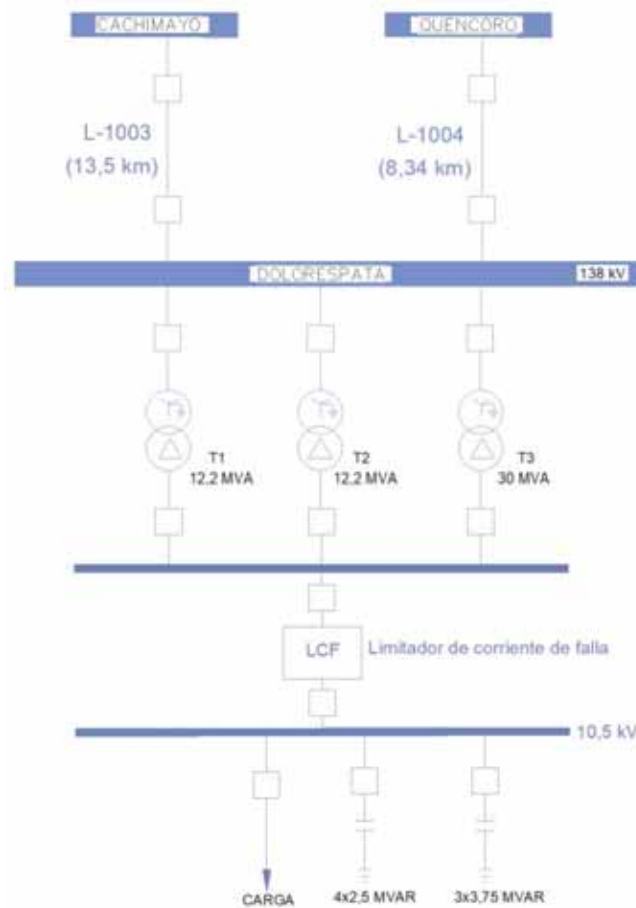 CACHIMAYO
QUENCORO
L-1003
(13,5 km)
L-1004
(8,34 km)
DOLORESPATA
138 kV
T1
12,2 MVA
T2
12,2 MVA
T3
30 MVA
LCF
Limitador de corriente de falla
10,5 kV
CARGA
4x2,5 MVAR
3x3,75 MVAR